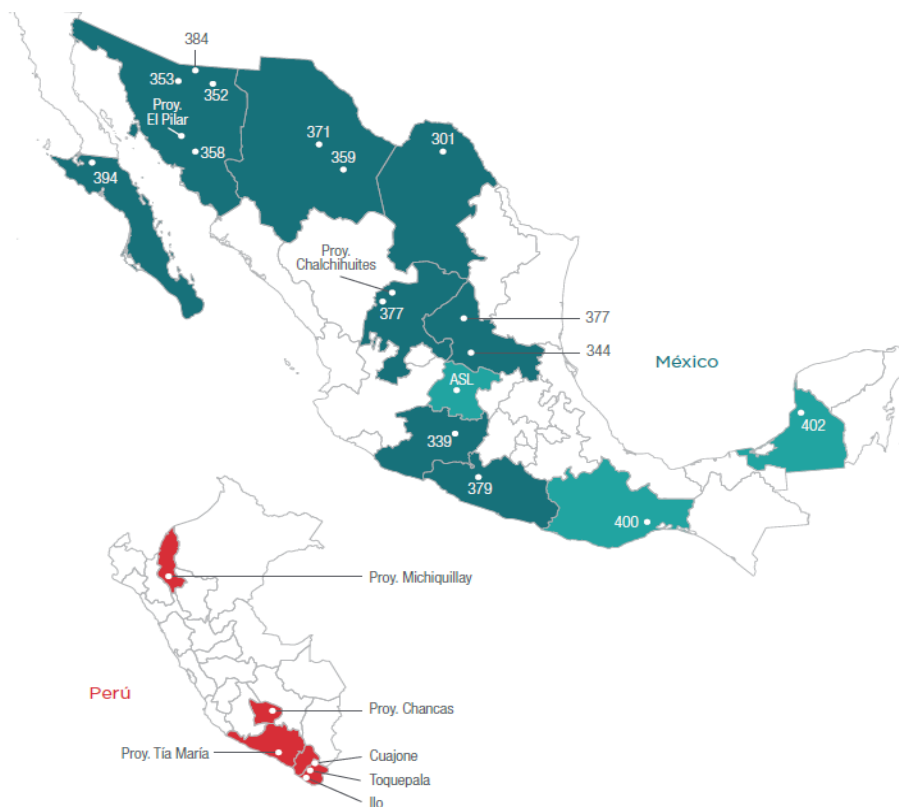 384
353
352
Proy.
El Pilar
371
301
358
359
394
Proy.
Chalchihuites
377
377
344
México
ASL
402
339
379
400
Proy. Michiquillay
Perú
Proy. Chancas
Proy. Tía María
Cuajone
Toquepala
Ilo